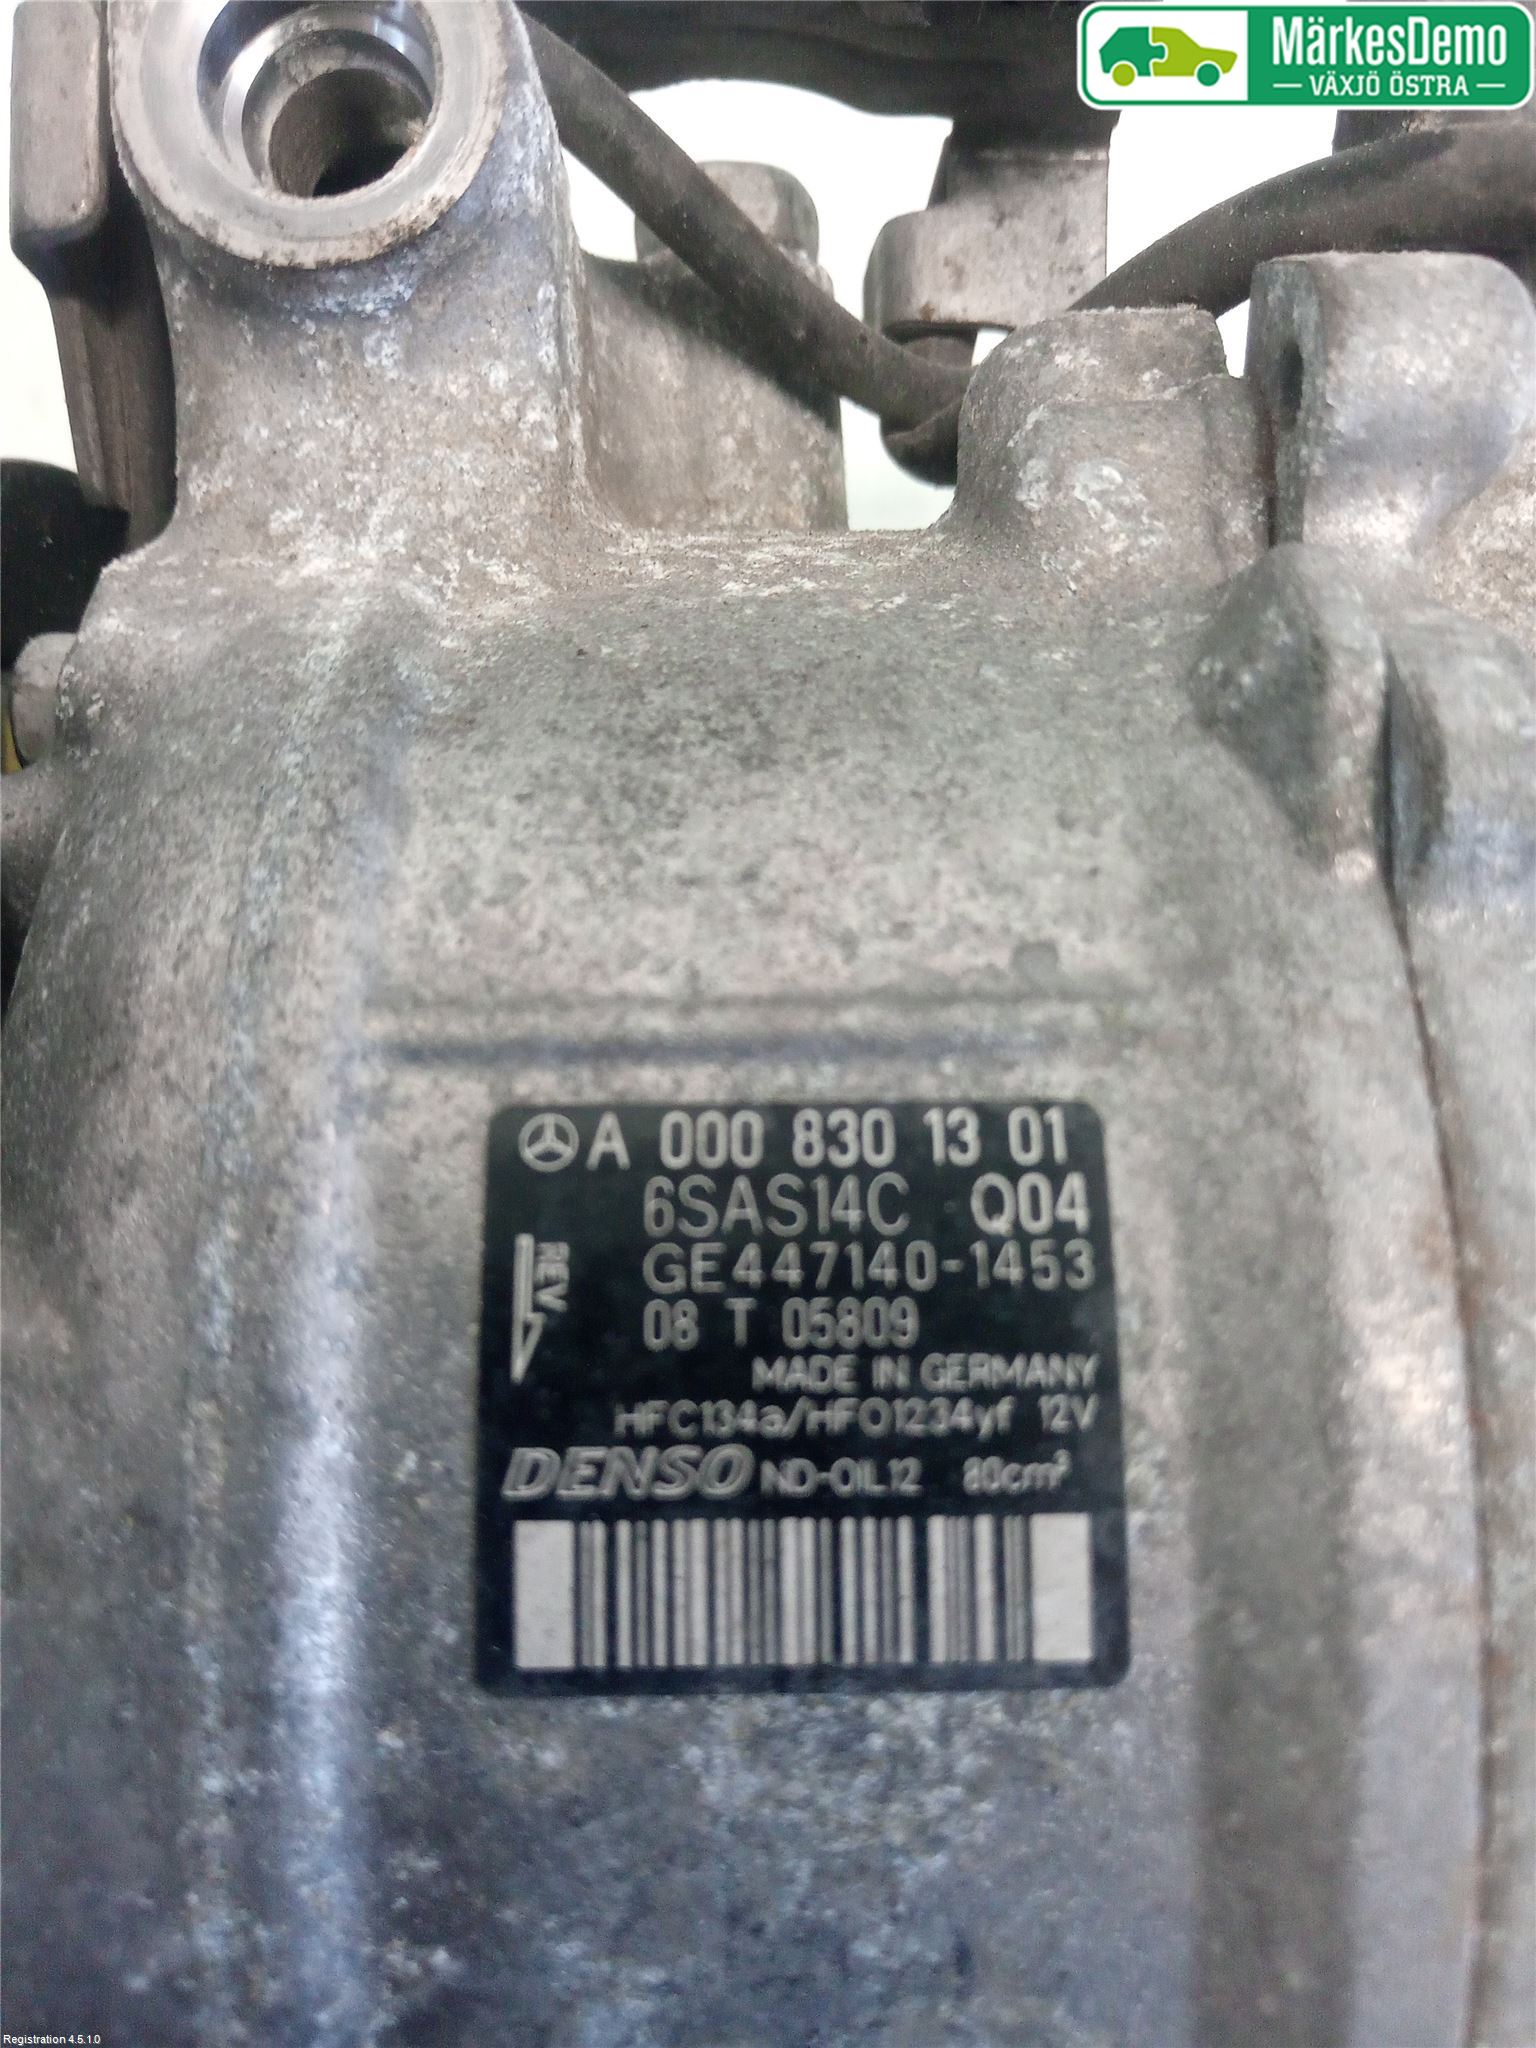 MärkesDemo
VÄXJÖ ÖSTRA
A 000 830 13 01
6SAS14C Q04
REV.
GE447140-1453
08 T 05809
MADE IN GERMANY
HFC134a/HFO1234yf 12V
DENSO ND-OIL12 80cm³
Registration 4.5.1.0